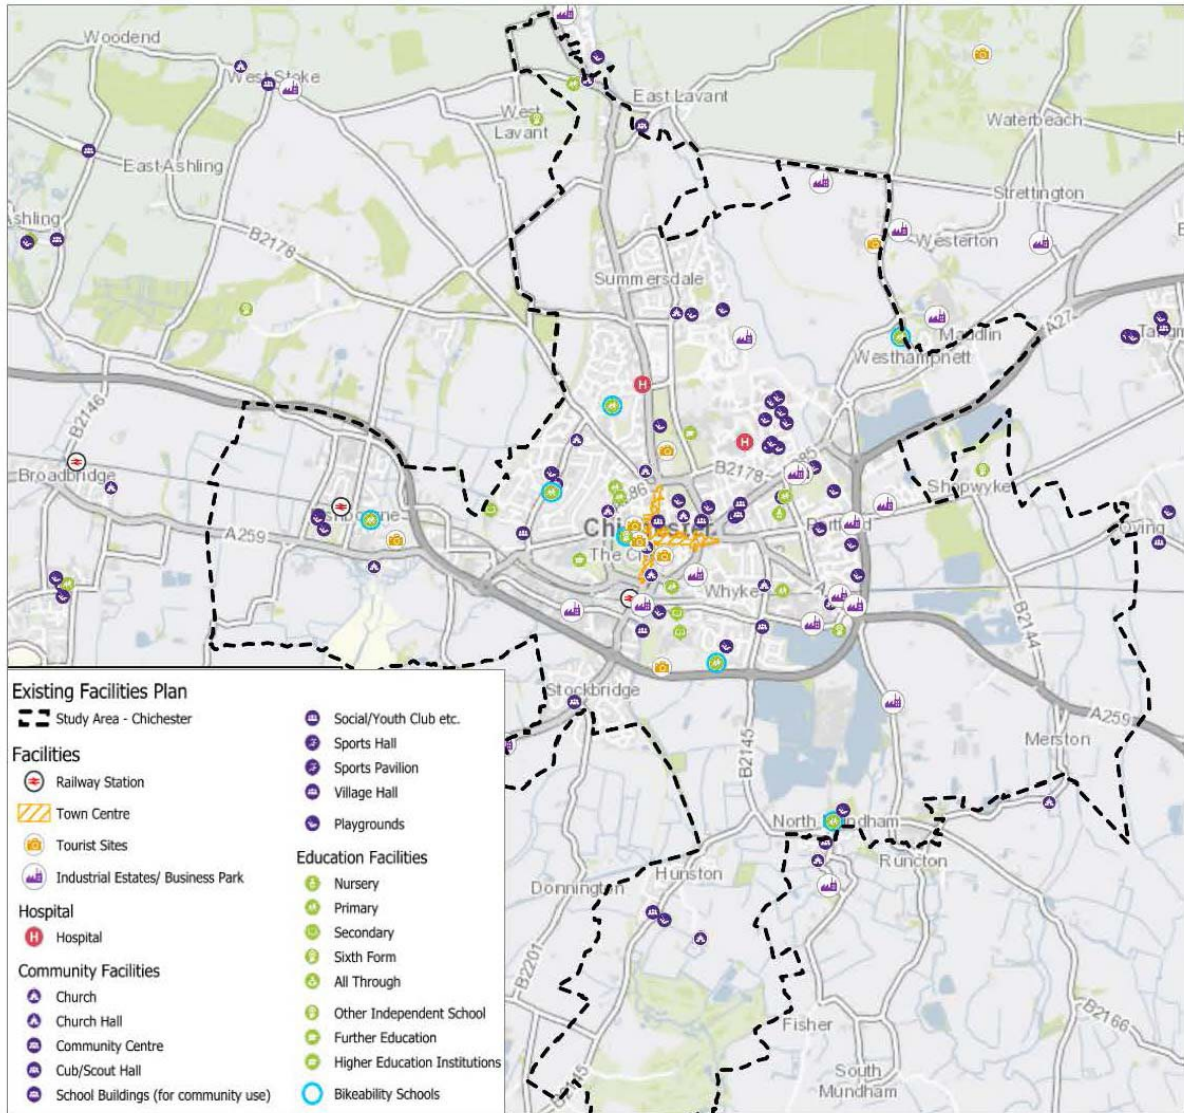 Woodend
West Stoke
East Lavant
West
Lavant
Waterbeach
East Ashling
Strettington
Ashling
B2178
Westerton
Summersdale
A27
Maudlin
Westhampnett
B2146
Broadbridge
B2178
Shopwyke
A259
The City
Whyke
B2144
Stockbridge
A259
B2145
Merston
North Mundham
Runcton
Hunston
Donnington
B2201
Fisher
B2166
South
Mundham
B2145
Existing Facilities Plan
Study Area - Chichester
Facilities
Railway Station
Town Centre
Tourist Sites
Industrial Estates/ Business Park
Hospital
Hospital
Community Facilities
Church
Church Hall
Community Centre
Cub/Scout Hall
School Buildings (for community use)
Social/Youth Club etc.
Sports Hall
Sports Pavilion
Village Hall
Playgrounds
Education Facilities
Nursery
Primary
Secondary
Sixth Form
All Through
Other Independent School
Further Education
Higher Education Institutions
Bikeability Schools